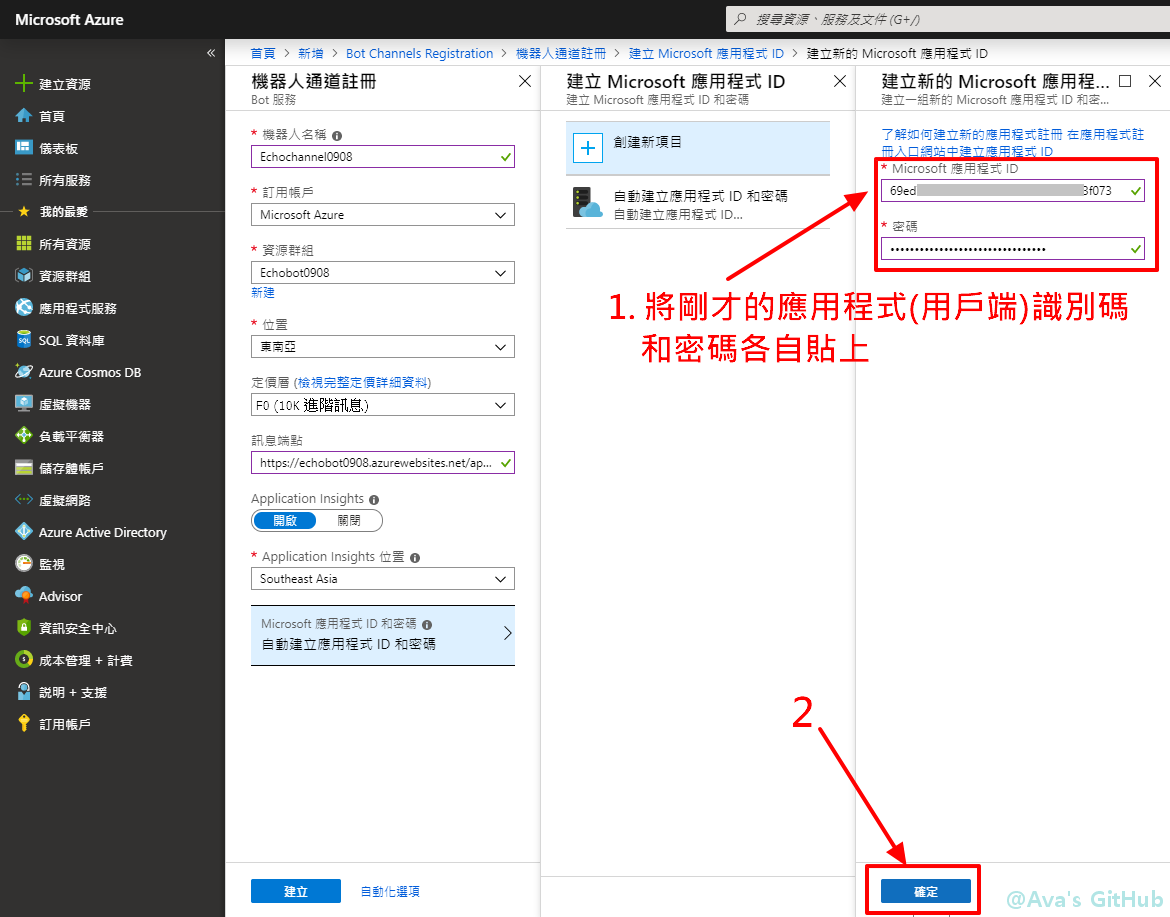 Microsoft Azure
搜尋資源、服務及文件 (G+/)
«
建立資源
首頁
儀表板
所有服務
我的最愛
所有資源
資源群組
應用程式服務
SQL 資料庫
Azure Cosmos DB
虛擬機器
負載平衡器
儲存體帳戶
虛擬網路
Azure Active Directory
監視
Advisor
資訊安全中心
成本管理 + 計費
説明 + 支援
訂用帳戶
首頁 > 新增 > Bot Channels Registration > 機器人通道註冊 > 建立 Microsoft 應用程式 ID > 建立新的 Microsoft 應用程式 ID
機器人通道註冊
Bot 服務
* 機器人名稱
Echochannel0908
* 訂用帳戶
Microsoft Azure
* 資源群組
Echobot0908
新建
* 位置
東南亞
定價層 (檢視完整定價詳細資料)
F0 (10K 進階訊息)
訊息端點
https://echobot0908.azurewebsites.net/ap...
Application Insights
開啟 關閉
* Application Insights 位置
Southeast Asia
Microsoft 應用程式 ID 和密碼
自動建立應用程式 ID 和密碼
建立 自動化選項
建立 Microsoft 應用程式 ID
建立 Microsoft 應用程式 ID 和密碼
創建新項目
自動建立應用程式 ID 和密碼
自動建立應用程式 ID...
建立新的 Microsoft 應用程...
建立一組新的 Microsoft 應用程式 ID 和密...
了解如何建立新的應用程式註冊 在應用程式註
冊入口網站中建立應用程式 ID
* Microsoft 應用程式 ID
69ed 3f073
* 密碼
••••••••••••••••••••••••••••••••
1. 將剛才的應用程式(用戶端)識別碼
和密碼各自貼上
2
確定
@Ava's GitHub